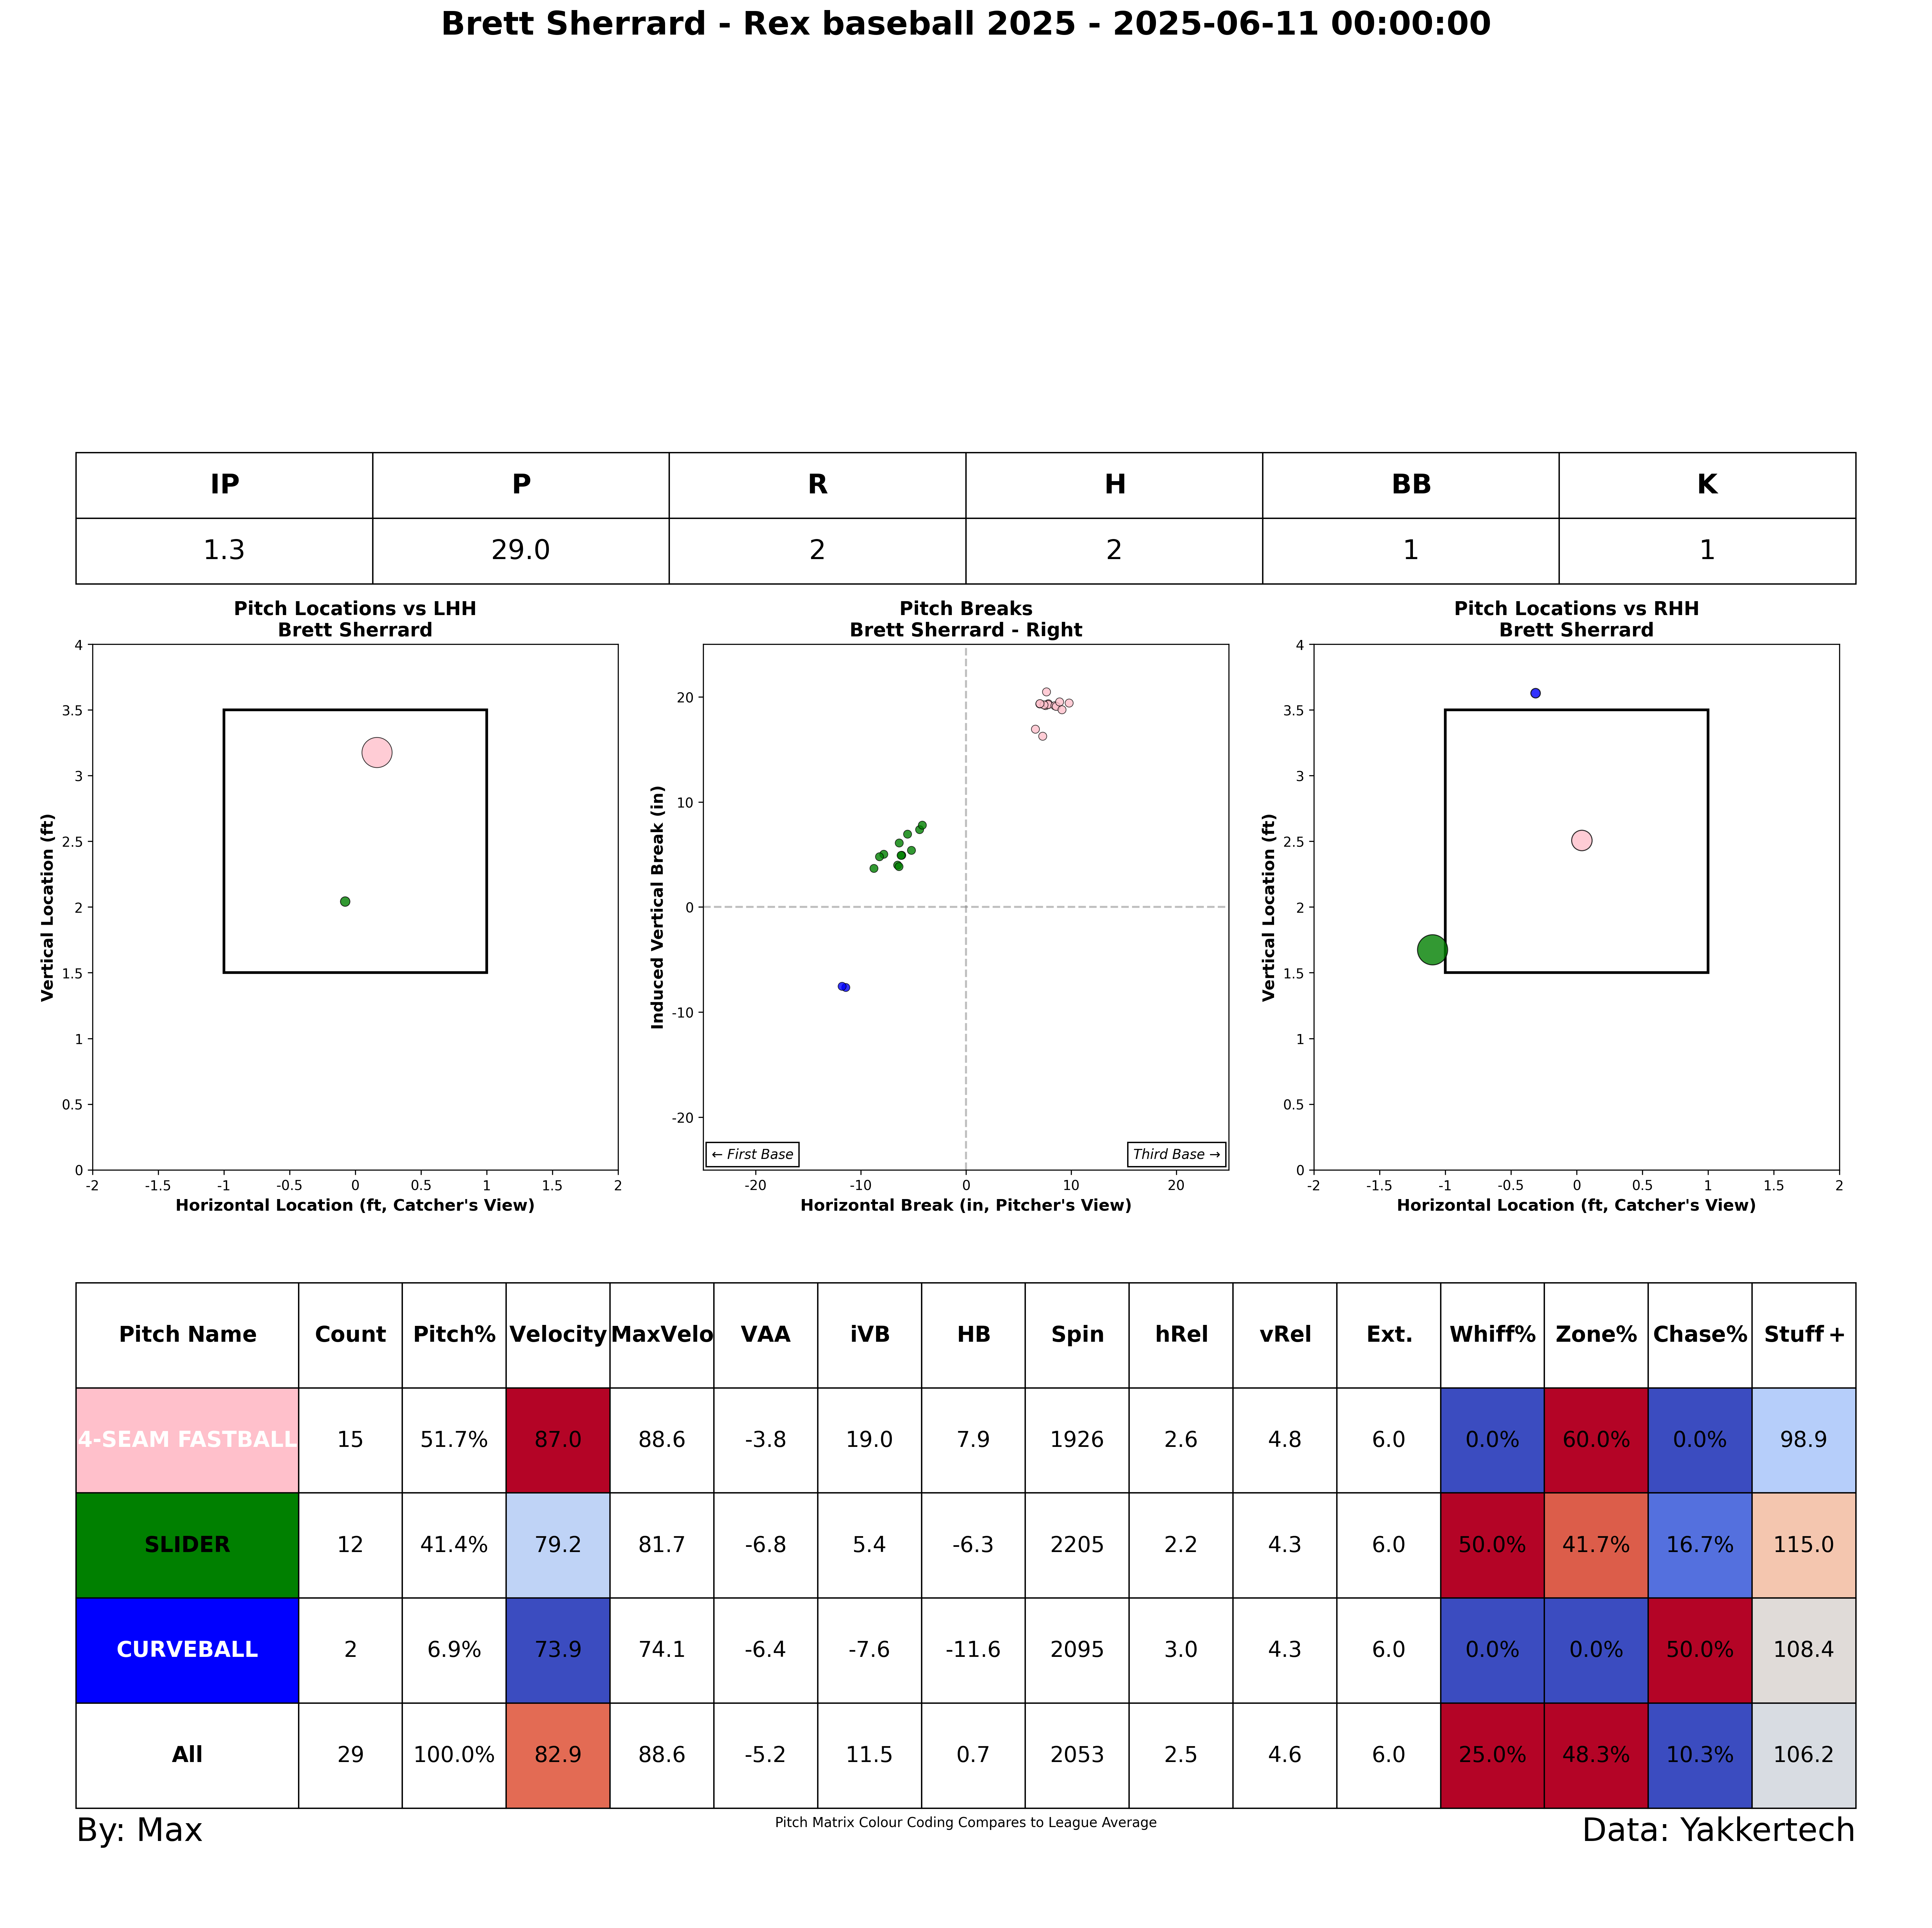 Brett Sherrard - Rex baseball 2025 - 2025-06-11 00:00:00
IP P R H BB K
1.3 29.0 2 2 1 1
Pitch Locations vs LHH
Brett Sherrard
4
3.5
3
2.5
2
1.5
1
0.5
0
-2 -1.5 -1 -0.5 0 0.5 1 1.5 2
Vertical Location (ft)
Horizontal Location (ft, Catcher's View)
Pitch Breaks
Brett Sherrard - Right
20
10
0
-10
-20
← First Base Third Base →
-20 -10 0 10 20
Induced Vertical Break (in)
Horizontal Break (in, Pitcher's View)
Pitch Locations vs RHH
Brett Sherrard
4
3.5
3
2.5
2
1.5
1
0.5
0
-2 -1.5 -1 -0.5 0 0.5 1 1.5 2
Vertical Location (ft)
Horizontal Location (ft, Catcher's View)
Pitch Name Count Pitch% Velocity MaxVelo VAA iVB HB Spin hRel vRel Ext. Whiff% Zone% Chase% Stuff+
4-SEAM FASTBALL 15 51.7% 87.0 88.6 -3.8 19.0 7.9 1926 2.6 4.8 6.0 0.0% 60.0% 0.0% 98.9
SLIDER 12 41.4% 79.2 81.7 -6.8 5.4 -6.3 2205 2.2 4.3 6.0 50.0% 41.7% 16.7% 115.0
CURVEBALL 2 6.9% 73.9 74.1 -6.4 -7.6 -11.6 2095 3.0 4.3 6.0 0.0% 0.0% 50.0% 108.4
All 29 100.0% 82.9 88.6 -5.2 11.5 0.7 2053 2.5 4.6 6.0 25.0% 48.3% 10.3% 106.2
By: Max
Pitch Matrix Colour Coding Compares to League Average
Data: Yakkertech